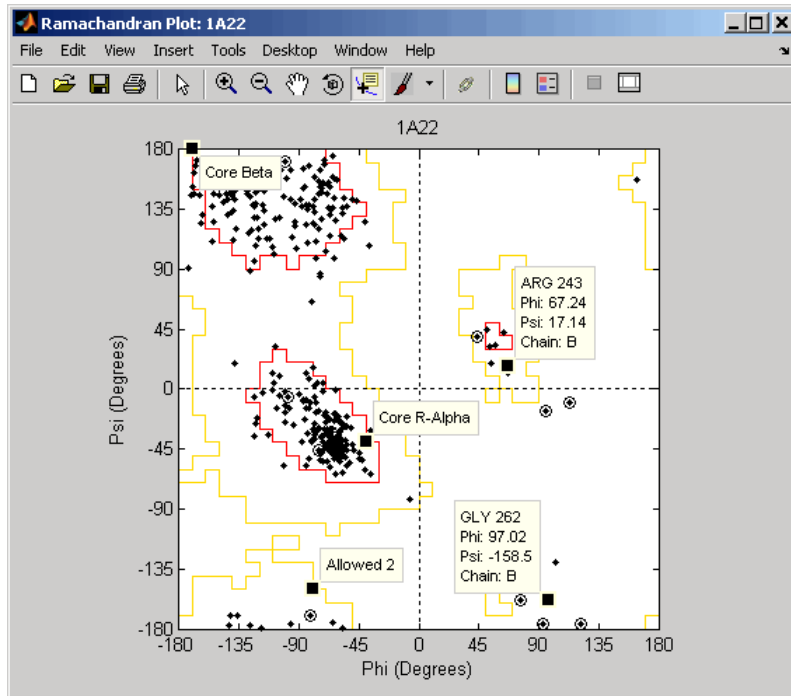 Ramachandran Plot: 1A22
File Edit View Insert Tools Desktop Window Help
1A22
180
135
90
45
0
-45
-90
-135
-180
Psi (Degrees)
Core Beta
ARG 243
Phi: 67.24
Psi: 17.14
Chain: B
Core R-Alpha
GLY 262
Phi: 97.02
Psi: -158.5
Chain: B
Allowed 2
-180 -135 -90 -45 0 45 90 135 180
Phi (Degrees)